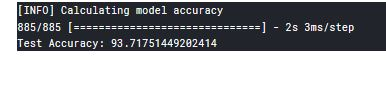 [INFO] Calculating model accuracy
885/885 [==============================] - 2s 3ms/step
Test Accuracy: 93.71751449202414